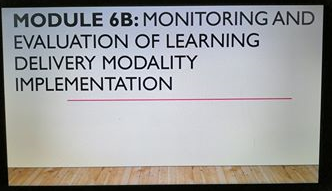 MODULE 6B: MONITORING AND
EVALUATION OF LEARNING
DELIVERY MODALITY
IMPLEMENTATION